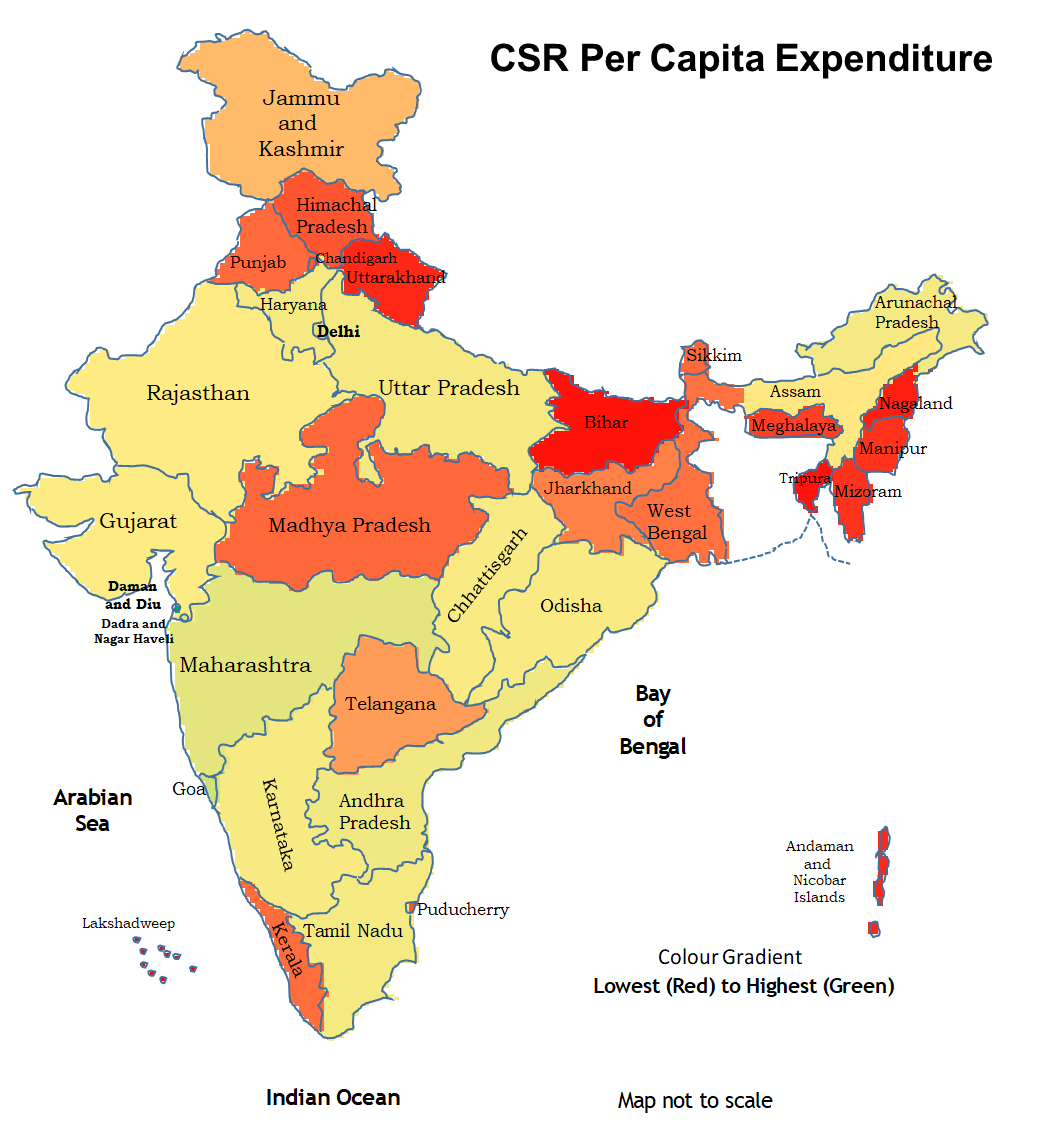 CSR Per Capita Expenditure
Jammu
and
Kashmir
Himachal
Pradesh
Punjab
Chandigarh
Uttarakhand
Haryana
Delhi
Rajasthan
Uttar Pradesh
Arunachal
Pradesh
Sikkim
Assam
Nagaland
Meghalaya
Manipur
Tripura
Mizoram
Bihar
Jharkhand
West
Bengal
Gujarat
Madhya Pradesh
Chhattisgarh
Odisha
Daman
and Diu
Dadra and
Nagar Haveli
Maharashtra
Telangana
Goa
Karnataka
Andhra
Pradesh
Bay
of
Bengal
Arabian
Sea
Andaman
and
Nicobar
Islands
Lakshadweep
Kerala
Tamil Nadu
Puducherry
Colour Gradient
Lowest (Red) to Highest (Green)
Indian Ocean
Map not to scale